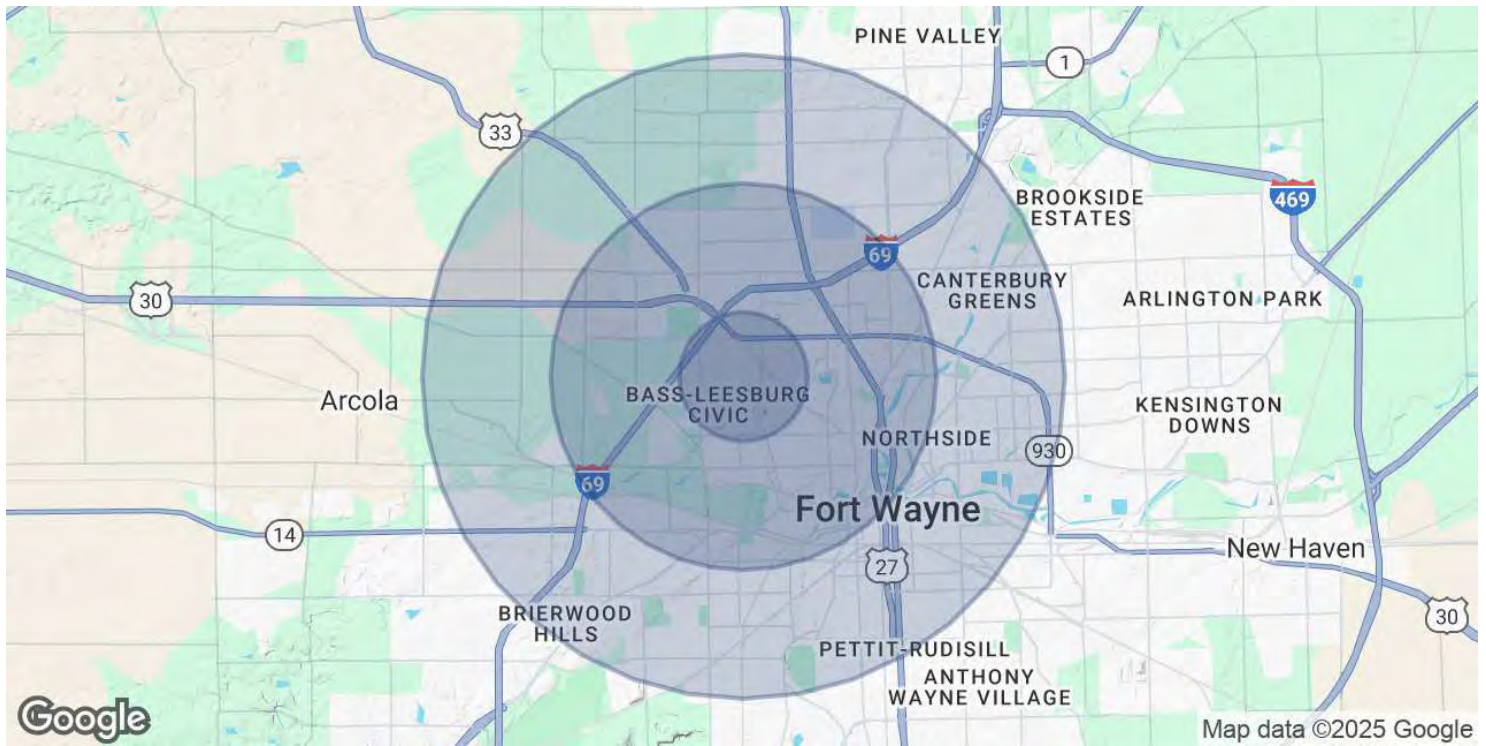 PINE VALLEY
1
33
BROOKSIDE
ESTATES
469
69
30
CANTERBURY
GREENS
ARLINGTON PARK
Arcola
BASS-LEESBURG
CIVIC
KENSINGTON
DOWNS
NORTHSIDE
930
69
Fort Wayne
14
New Haven
27
BRIERWOOD
HILLS
30
PETTIT-RUDISILL
ANTHONY
WAYNE VILLAGE
Google
Map data ©2025 Google